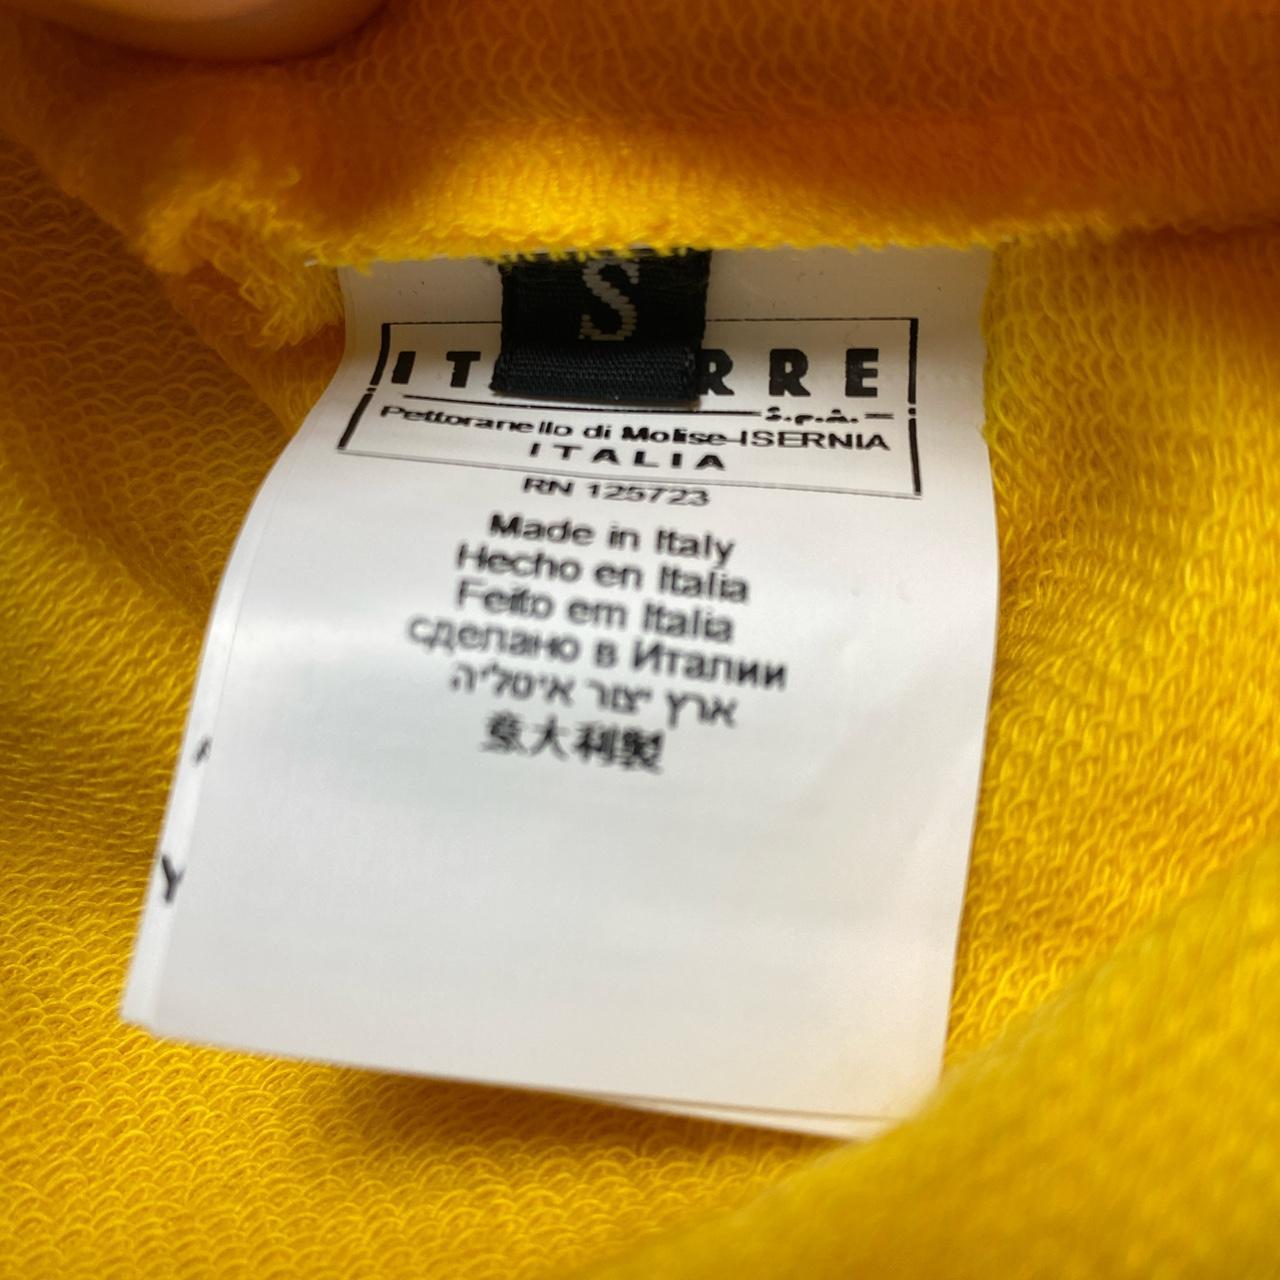 S
IT RRE
S.p.A.
Pettoranello di Molise-ISERNIA
ITALIA
RN 125723
Made in Italy
Hecho en Italia
Feito em Italia
сделано в Италии
ארץ יצור איטליה
意大利製
Y